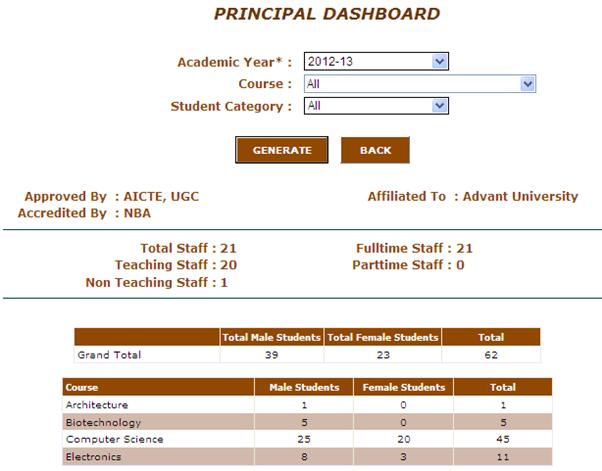 PRINCIPAL DASHBOARD
Academic Year* : 2012-13
Course : All
Student Category : All
GENERATE BACK
Approved By : AICTE, UGC Affiliated To : Advant University
Accredited By : NBA
Total Staff : 21 Fulltime Staff : 21
Teaching Staff : 20 Parttime Staff : 0
Non Teaching Staff : 1
Total Male Students Total Female Students Total
Grand Total 39 23 62
Course Male Students Female Students Total
Architecture 1 0 1
Biotechnology 5 0 5
Computer Science 25 20 45
Electronics 8 3 11